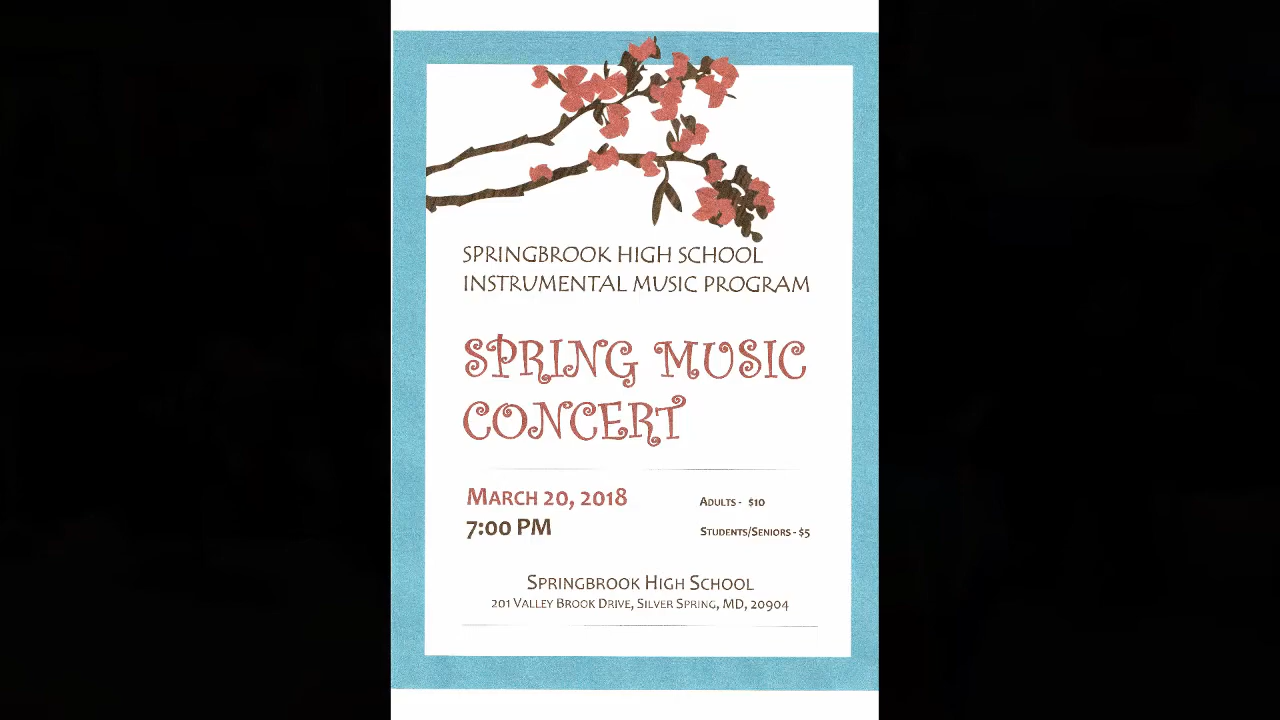 SPRINGBROOK HIGH SCHOOL
INSTRUMENTAL MUSIC PROGRAM
SPRING MUSIC
CONCERT
MARCH 20, 2018
7:00 PM
ADULTS - $10
STUDENTS/SENIORS - $5
SPRINGBROOK HIGH SCHOOL
201 VALLEY BROOK DRIVE, SILVER SPRING, MD, 20904